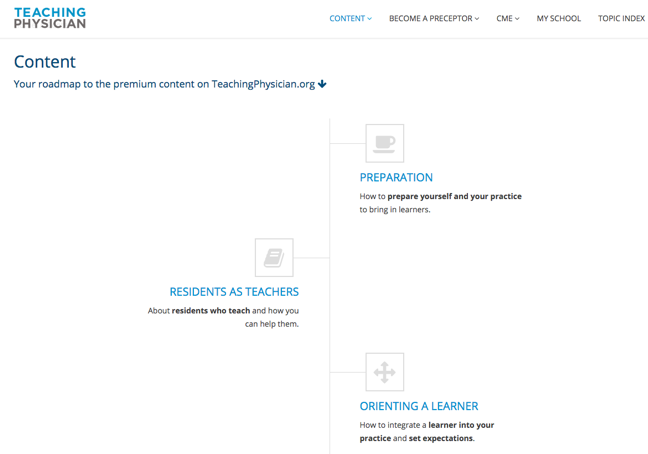 TEACHING
PHYSICIAN
CONTENT
BECOME A PRECEPTOR
CME
MY SCHOOL
TOPIC INDEX
Content
Your roadmap to the premium content on TeachingPhysician.org
PREPARATION
How to prepare yourself and your practice
to bring in learners.
RESIDENTS AS TEACHERS
About residents who teach and how you
can help them.
ORIENTING A LEARNER
How to integrate a learner into your
practice and set expectations.